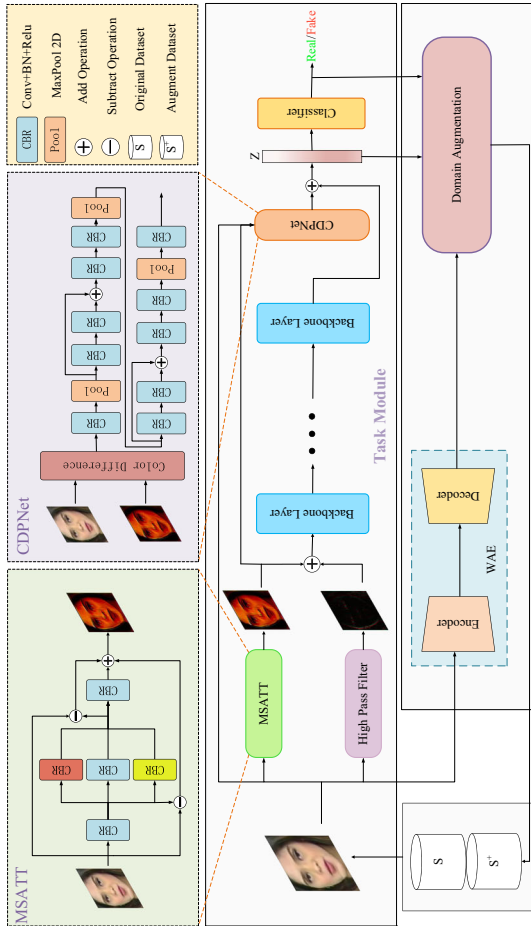 MSATT
CBR
CBR
CBR
CBR
CBR
CDPNet
Color Difference
CBR
Pool
CBR
CBR
CBR
CBR
Pool
CBR
CBR
CBR
CBR
Pool
CBR
CBR Conv+BN+Relu
Pool MaxPool 2D
Add Operation
Subtract Operation
S Original Dataset
S+ Augment Dataset
MSATT
High Pass Filter
Backbone Layer
Backbone Layer
CDPNet
Z
Classifier
Real/Fake
Task Module
S
S+
Encoder
WAE
Decoder
Domain Augmentation